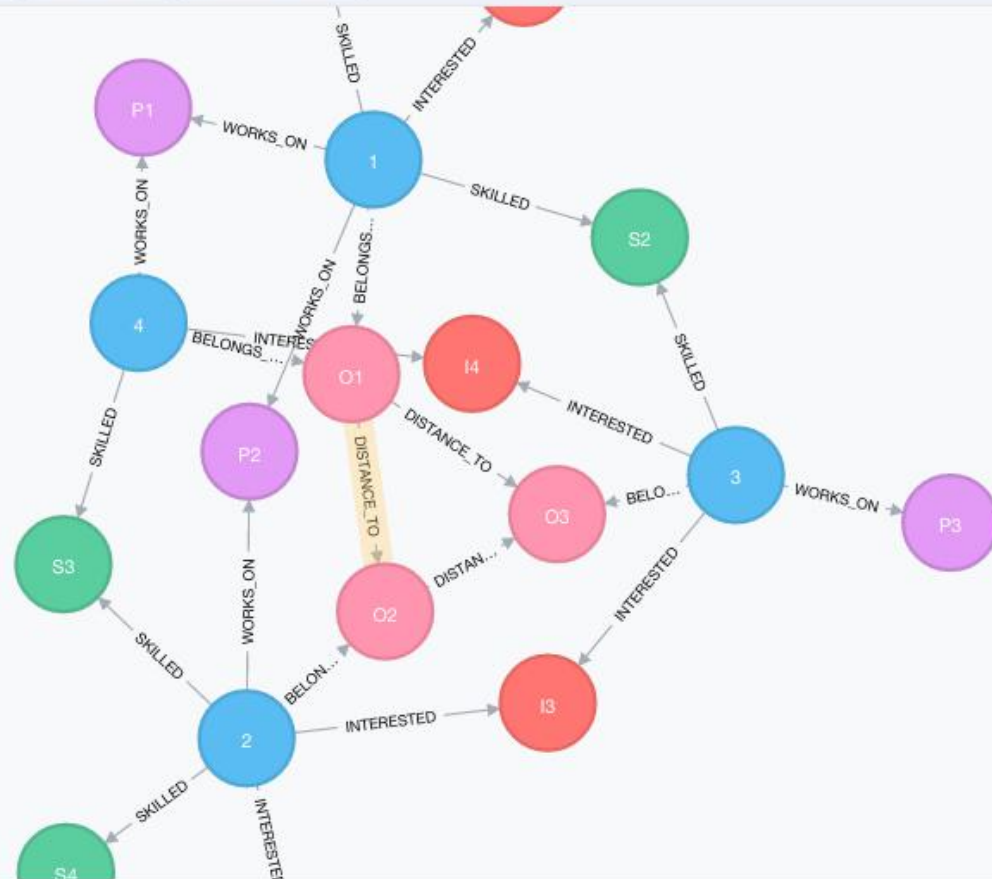 SKILLED
INTERESTED
P1
WORKS_ON
1
SKILLED
WORKS_ON
S2
BELONGS...
WORKS_ON
4
INTERES
BELONGS_...
O1
I4
SKILLED
INTERESTED
SKILLED
DISTANCE_TO
P2
DISTANCE_TO
3
BELO...
WORKS_ON
O3
P3
S3
DISTAN...
WORKS_ON
INTERESTED
O2
SKILLED
BELON...
I3
INTERESTED
2
SKILLED
INTERESTE
S4